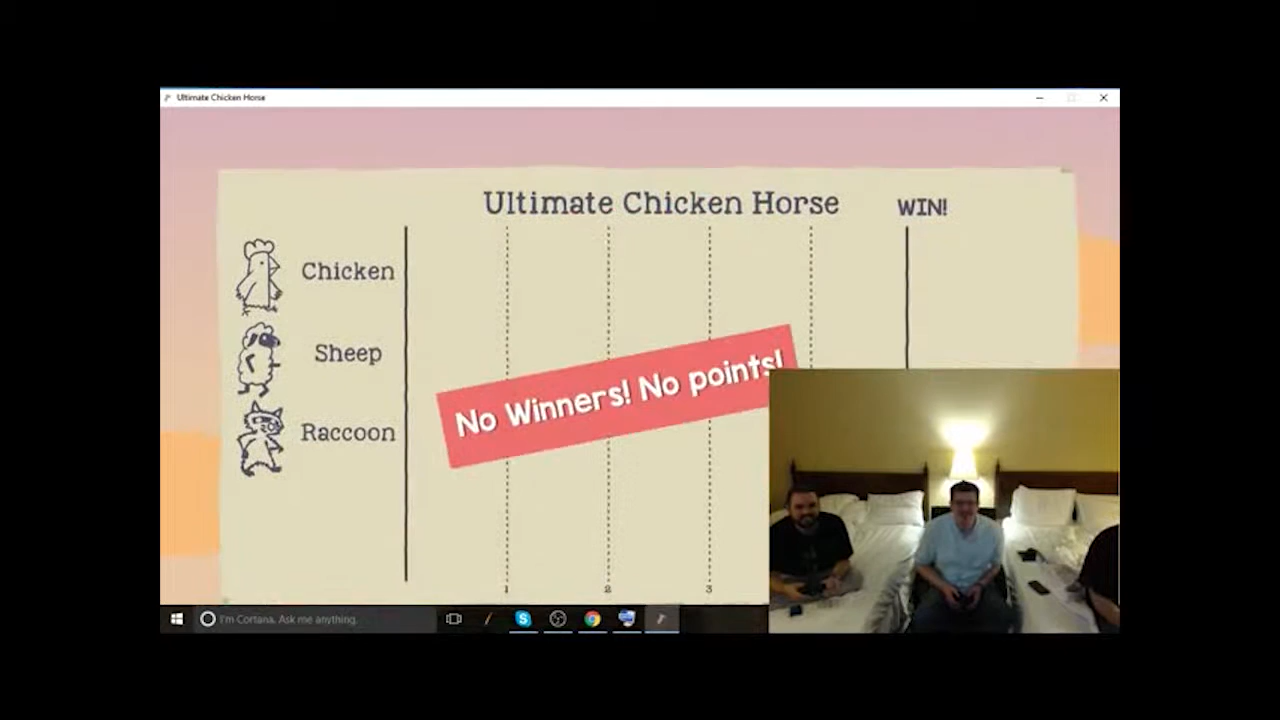 Ultimate Chicken Horse
Ultimate Chicken Horse
WIN!
Chicken
Sheep
Raccoon
No Winners! No points!
1
2
3
I'm Cortana. Ask me anything.